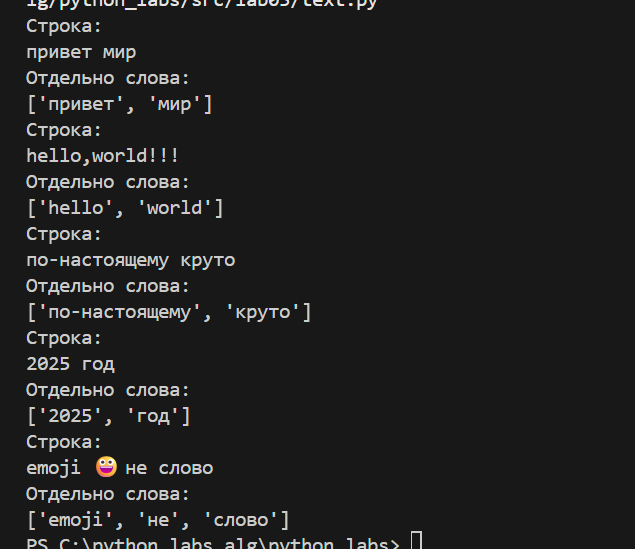 lg/python_labs/src/lab03/text.py
Строка:
привет мир
Отдельно слова:
['привет', 'мир']
Строка:
hello,world!!!
Отдельно слова:
['hello', 'world']
Строка:
по-настоящему круто
Отдельно слова:
['по-настоящему', 'круто']
Строка:
2025 год
Отдельно слова:
['2025', 'год']
Строка:
emoji 😀 не слово
Отдельно слова:
['emoji', 'не', 'слово']
PS C:\python_labs_alg\python_labs>